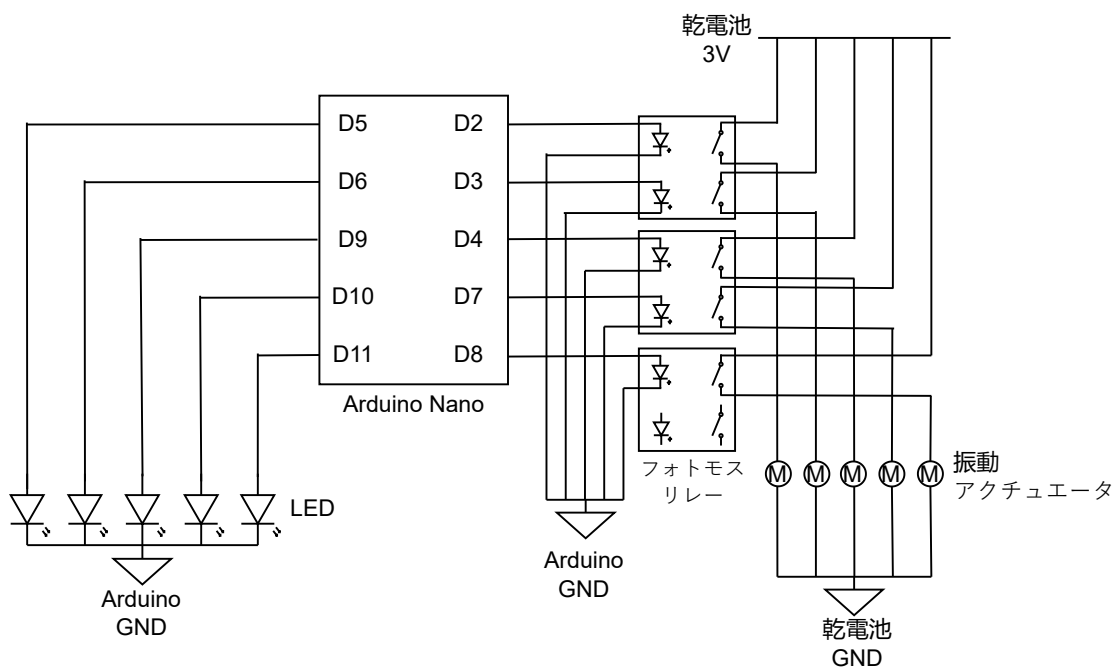 乾電池
3V
D5
D2
D6
D3
D9
D4
D10
D7
D11
D8
Arduino Nano
フォトモス
リレー
M
M
M
M
M
振動
アクチュエータ
LED
Arduino
GND
Arduino
GND
乾電池
GND